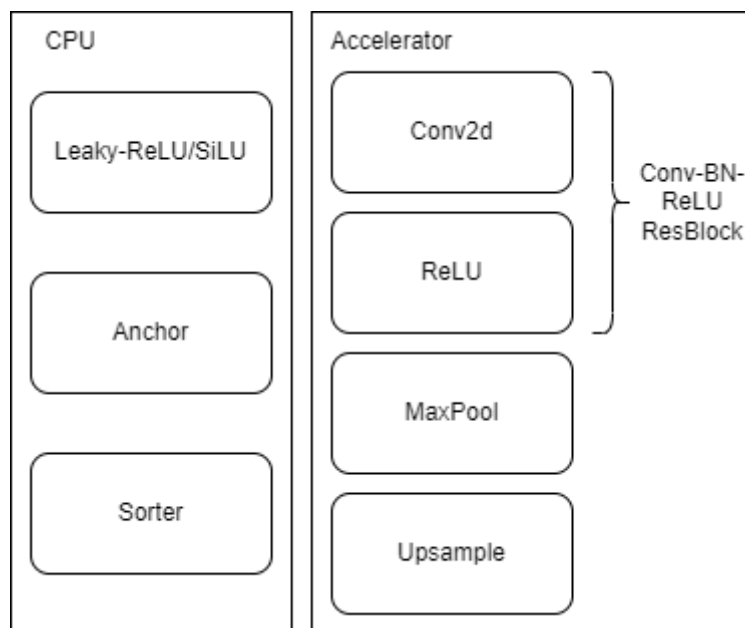 CPU
Leaky-ReLU/SiLU
Anchor
Sorter
Accelerator
Conv2d
ReLU
MaxPool
Upsample
Conv-BN-
ReLU
ResBlock